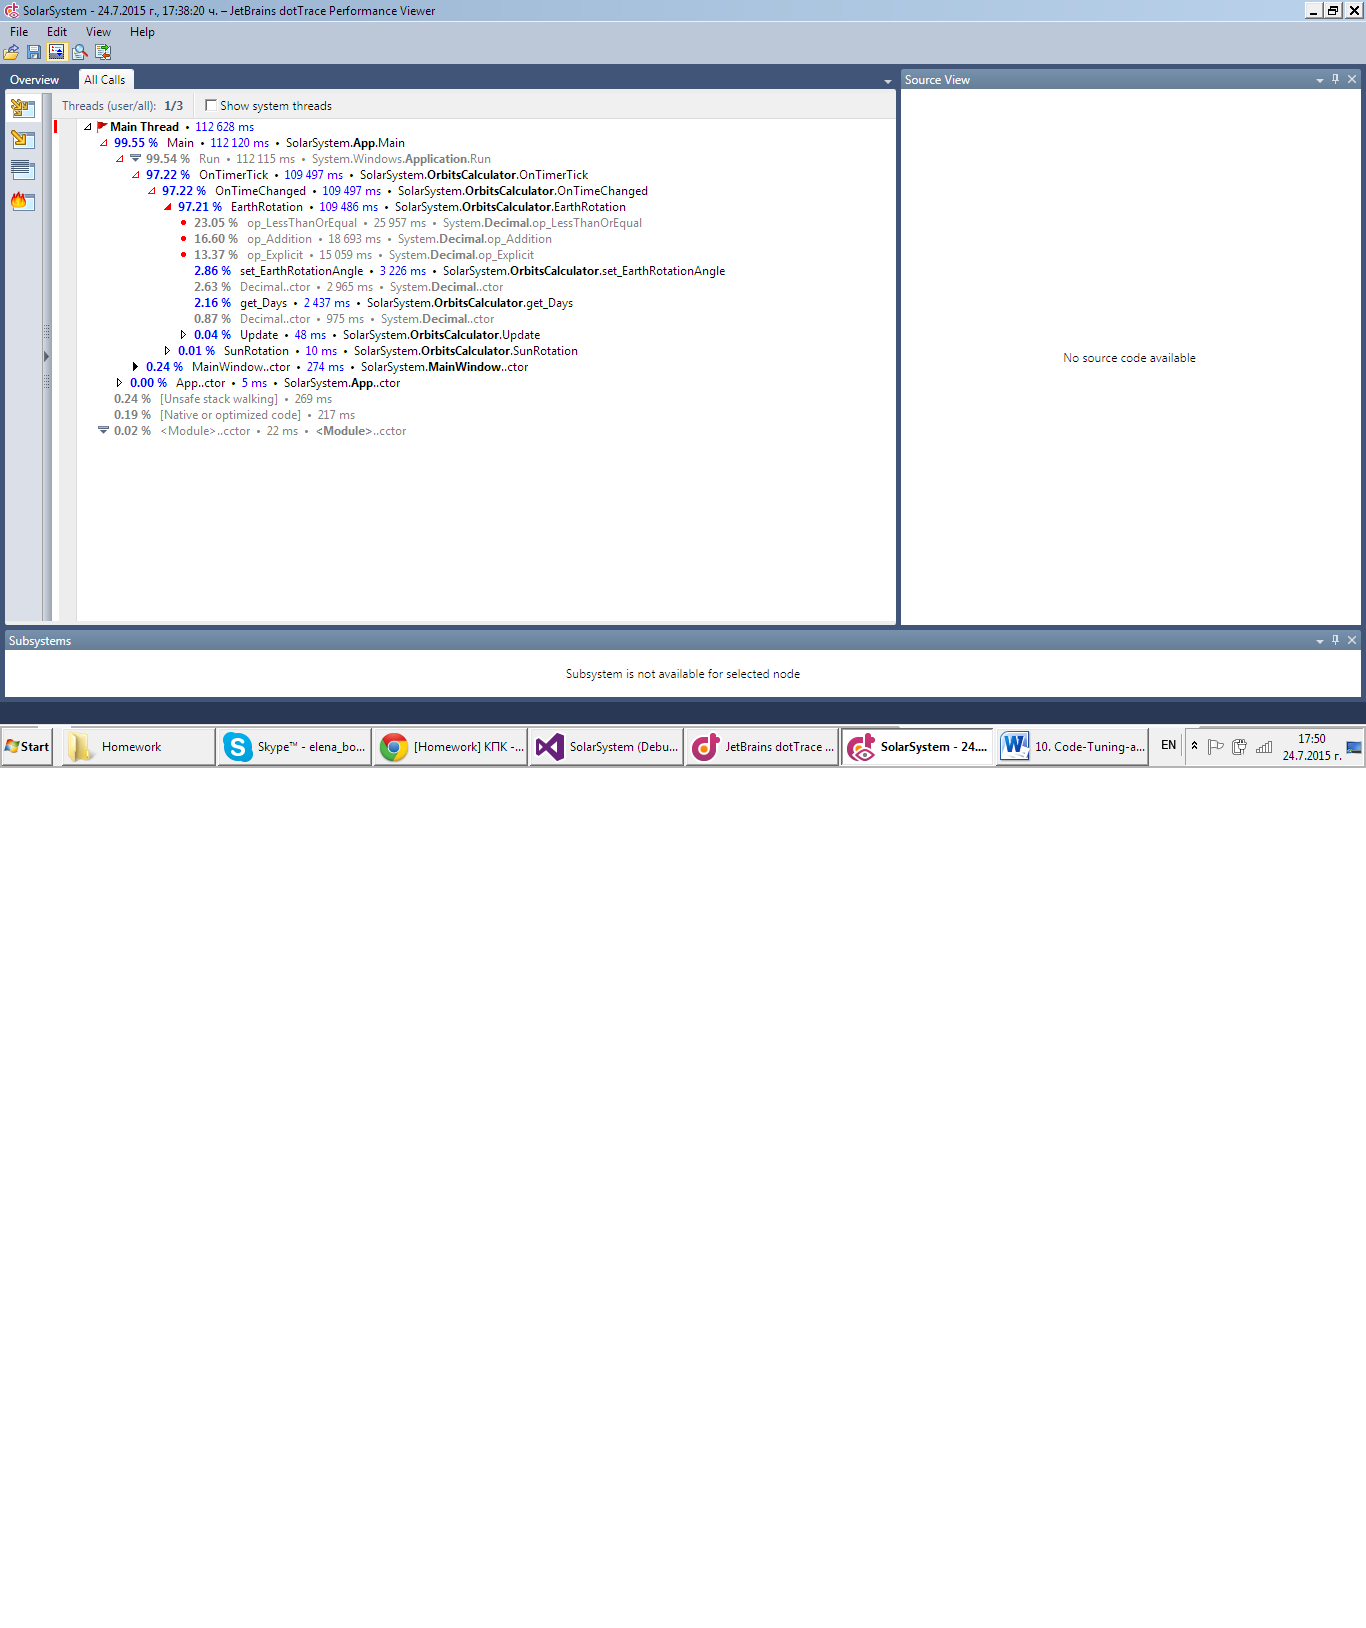 SolarSystem - 24.7.2015 г., 17:38:20 ч. – JetBrains dotTrace Performance Viewer
File Edit View Help
Overview All Calls
Threads (user/all): 1/3 Show system threads
Main Thread • 112 628 ms
99.55 % Main • 112 120 ms • SolarSystem.App.Main
99.54 % Run • 112 115 ms • System.Windows.Application.Run
97.22 % OnTimerTick • 109 497 ms • SolarSystem.OrbitsCalculator.OnTimerTick
97.22 % OnTimeChanged • 109 497 ms • SolarSystem.OrbitsCalculator.OnTimeChanged
97.21 % EarthRotation • 109 486 ms • SolarSystem.OrbitsCalculator.EarthRotation
23.05 % op_LessThanOrEqual • 25 957 ms • System.Decimal.op_LessThanOrEqual
16.60 % op_Addition • 18 693 ms • System.Decimal.op_Addition
13.37 % op_Explicit • 15 059 ms • System.Decimal.op_Explicit
2.86 % set_EarthRotationAngle • 3 226 ms • SolarSystem.OrbitsCalculator.set_EarthRotationAngle
2.63 % Decimal..ctor • 2 965 ms • System.Decimal..ctor
2.16 % get_Days • 2 437 ms • SolarSystem.OrbitsCalculator.get_Days
0.87 % Decimal..ctor • 975 ms • System.Decimal..ctor
0.04 % Update • 48 ms • SolarSystem.OrbitsCalculator.Update
0.01 % SunRotation • 10 ms • SolarSystem.OrbitsCalculator.SunRotation
0.24 % MainWindow..ctor • 274 ms • SolarSystem.MainWindow..ctor
0.00 % App..ctor • 5 ms • SolarSystem.App..ctor
0.24 % [Unsafe stack walking] • 269 ms
0.19 % [Native or optimized code] • 217 ms
0.02 % <Module>..cctor • 22 ms • <Module>..cctor
Source View
No source code available
Subsystems
Subsystem is not available for selected node
Start Homework Skype™ - elena_bo... [Homework] КПК -... SolarSystem (Debu... JetBrains dotTrace ... SolarSystem - 24.... 10. Code-Tuning-a... EN 17:50
24.7.2015 г.